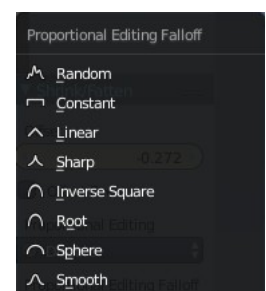 Proportional Editing Falloff
Random
Constant
Linear
Sharp
Inverse Square
Root
Sphere
Smooth